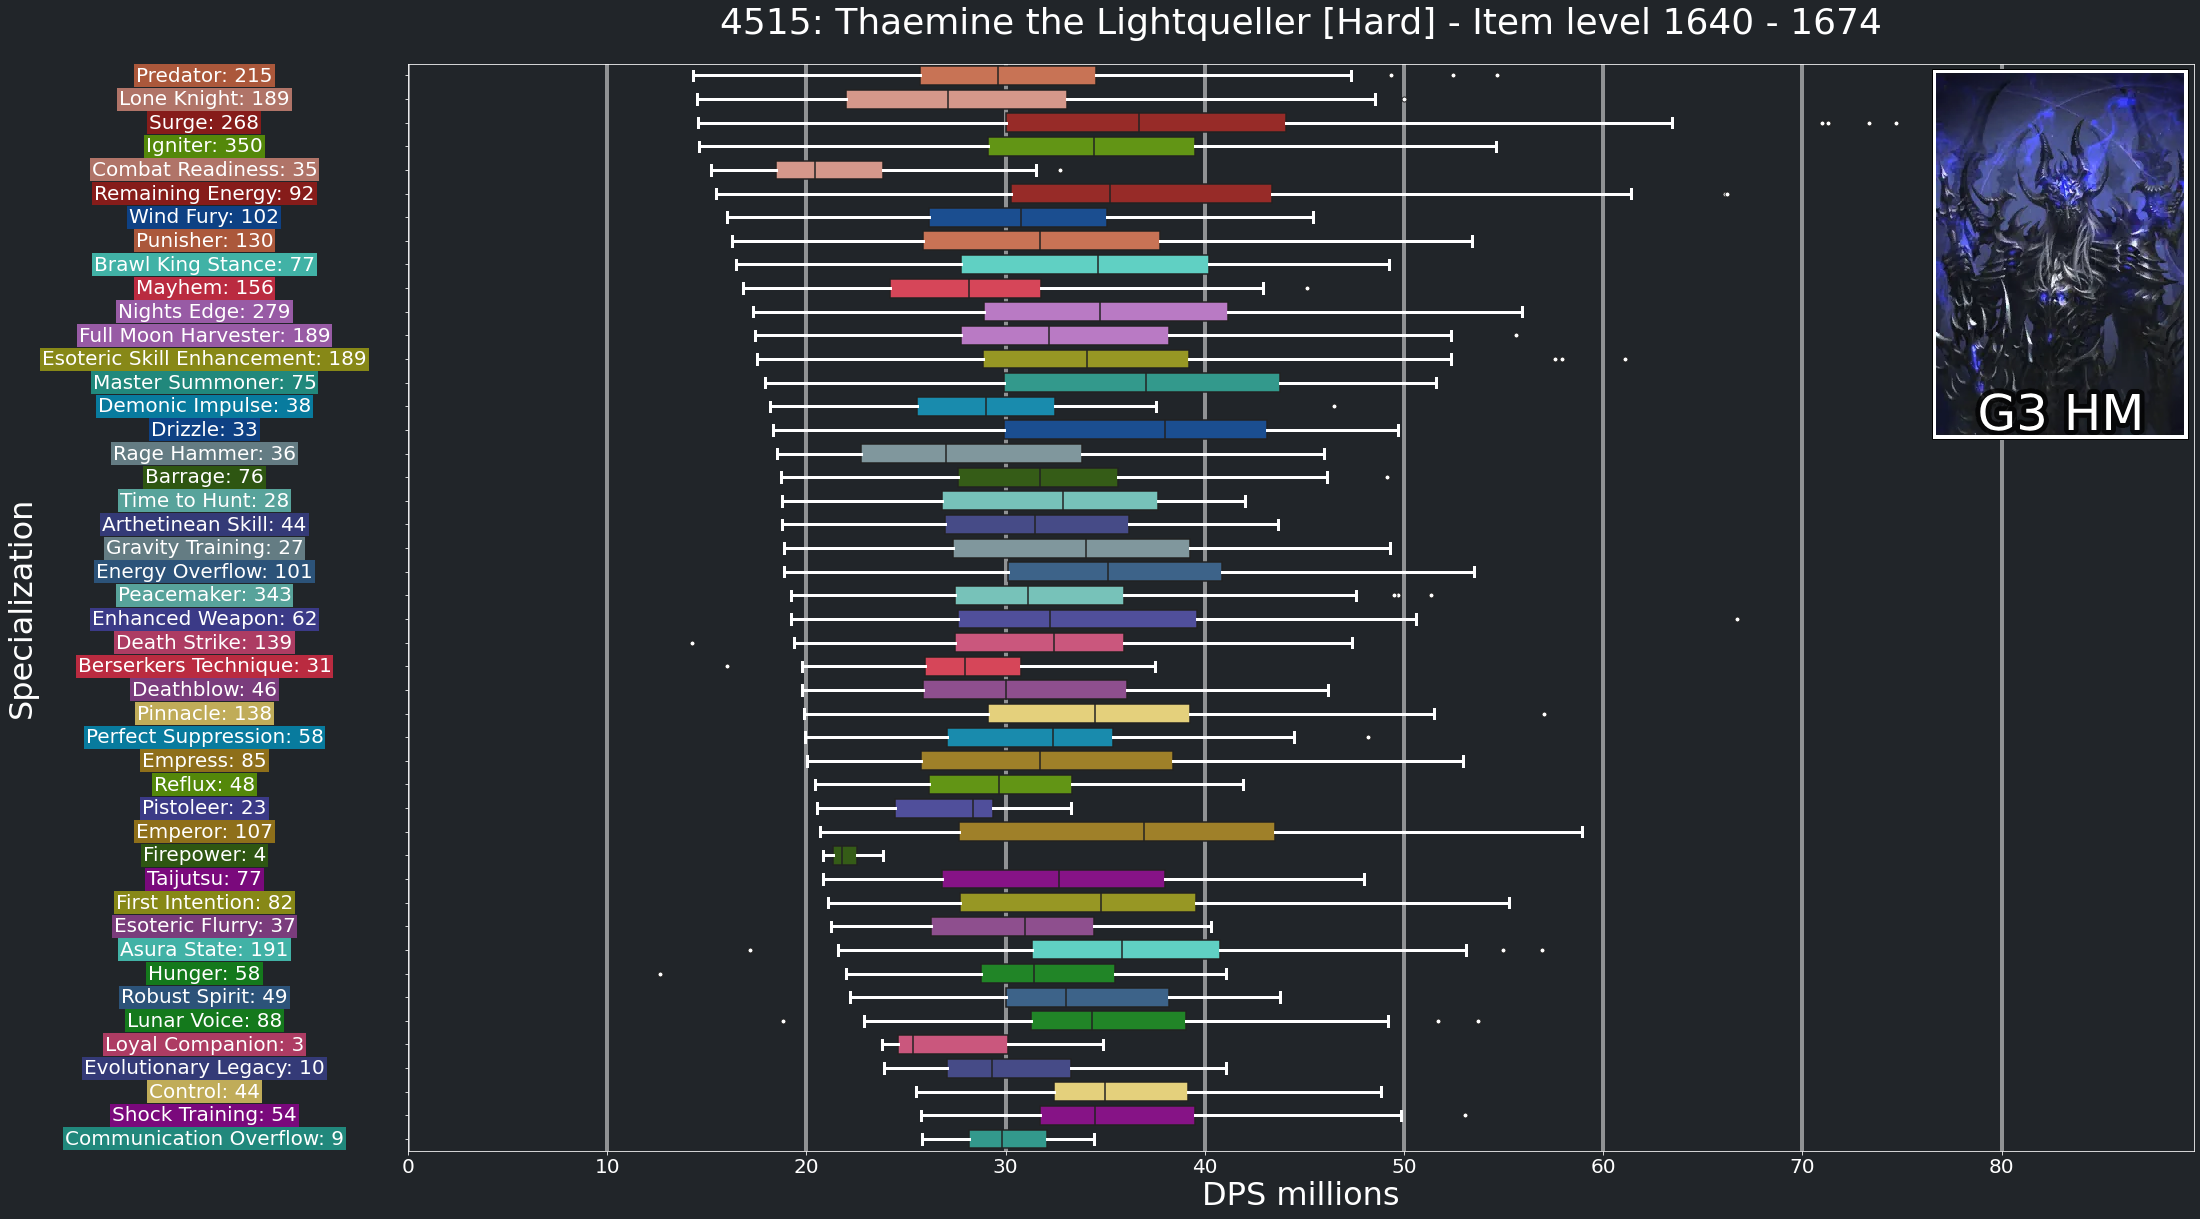 4515: Thaemine the Lightqueller [Hard] - Item level 1640 - 1674
Predator: 215
Lone Knight: 189
Surge: 268
Igniter: 350
Combat Readiness: 35
Remaining Energy: 92
Wind Fury: 102
Punisher: 130
Brawl King Stance: 77
Mayhem: 156
Nights Edge: 279
Full Moon Harvester: 189
Esoteric Skill Enhancement: 189
Master Summoner: 75
Demonic Impulse: 38
Drizzle: 33
Rage Hammer: 36
Barrage: 76
Time to Hunt: 28
Arthetinean Skill: 44
Gravity Training: 27
Energy Overflow: 101
Peacemaker: 343
Enhanced Weapon: 62
Death Strike: 139
Berserkers Technique: 31
Deathblow: 46
Pinnacle: 138
Perfect Suppression: 58
Empress: 85
Reflux: 48
Pistoleer: 23
Emperor: 107
Firepower: 4
Taijutsu: 77
First Intention: 82
Esoteric Flurry: 37
Asura State: 191
Hunger: 58
Robust Spirit: 49
Lunar Voice: 88
Loyal Companion: 3
Evolutionary Legacy: 10
Control: 44
Shock Training: 54
Communication Overflow: 9
Specialization
G3 HM
0 10 20 30 40 50 60 70 80
DPS millions